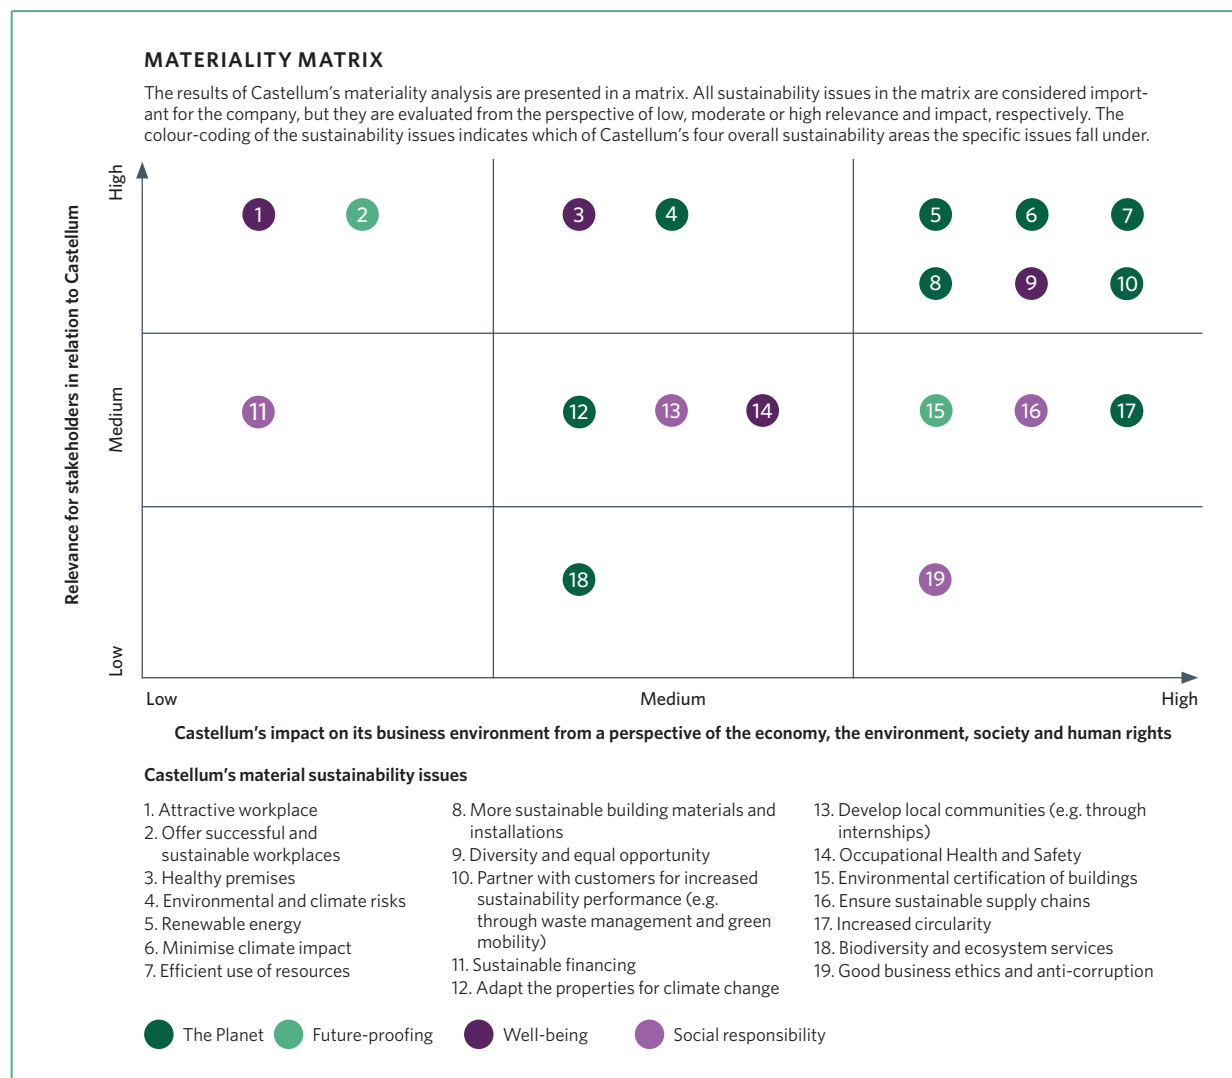 MATERIALITY MATRIX
The results of Castellum's materiality analysis are presented in a matrix. All sustainability issues in the matrix are considered import-
ant for the company, but they are evaluated from the perspective of low, moderate or high relevance and impact, respectively. The
colour-coding of the sustainability issues indicates which of Castellum's four overall sustainability areas the specific issues fall under.
Relevance for stakeholders in relation to Castellum
High
Medium
Low
1 2 3 4 5 6 7
8 9 10
11 12 13 14 15 16 17
18 19
Low Medium High
Castellum's impact on its business environment from a perspective of the economy, the environment, society and human rights
Castellum's material sustainability issues
1. Attractive workplace
2. Offer successful and
sustainable workplaces
3. Healthy premises
4. Environmental and climate risks
5. Renewable energy
6. Minimise climate impact
7. Efficient use of resources
8. More sustainable building materials and
installations
9. Diversity and equal opportunity
10. Partner with customers for increased
sustainability performance (e.g.
through waste management and green
mobility)
11. Sustainable financing
12. Adapt the properties for climate change
13. Develop local communities (e.g. through
internships)
14. Occupational Health and Safety
15. Environmental certification of buildings
16. Ensure sustainable supply chains
17. Increased circularity
18. Biodiversity and ecosystem services
19. Good business ethics and anti-corruption
The Planet Future-proofing Well-being Social responsibility